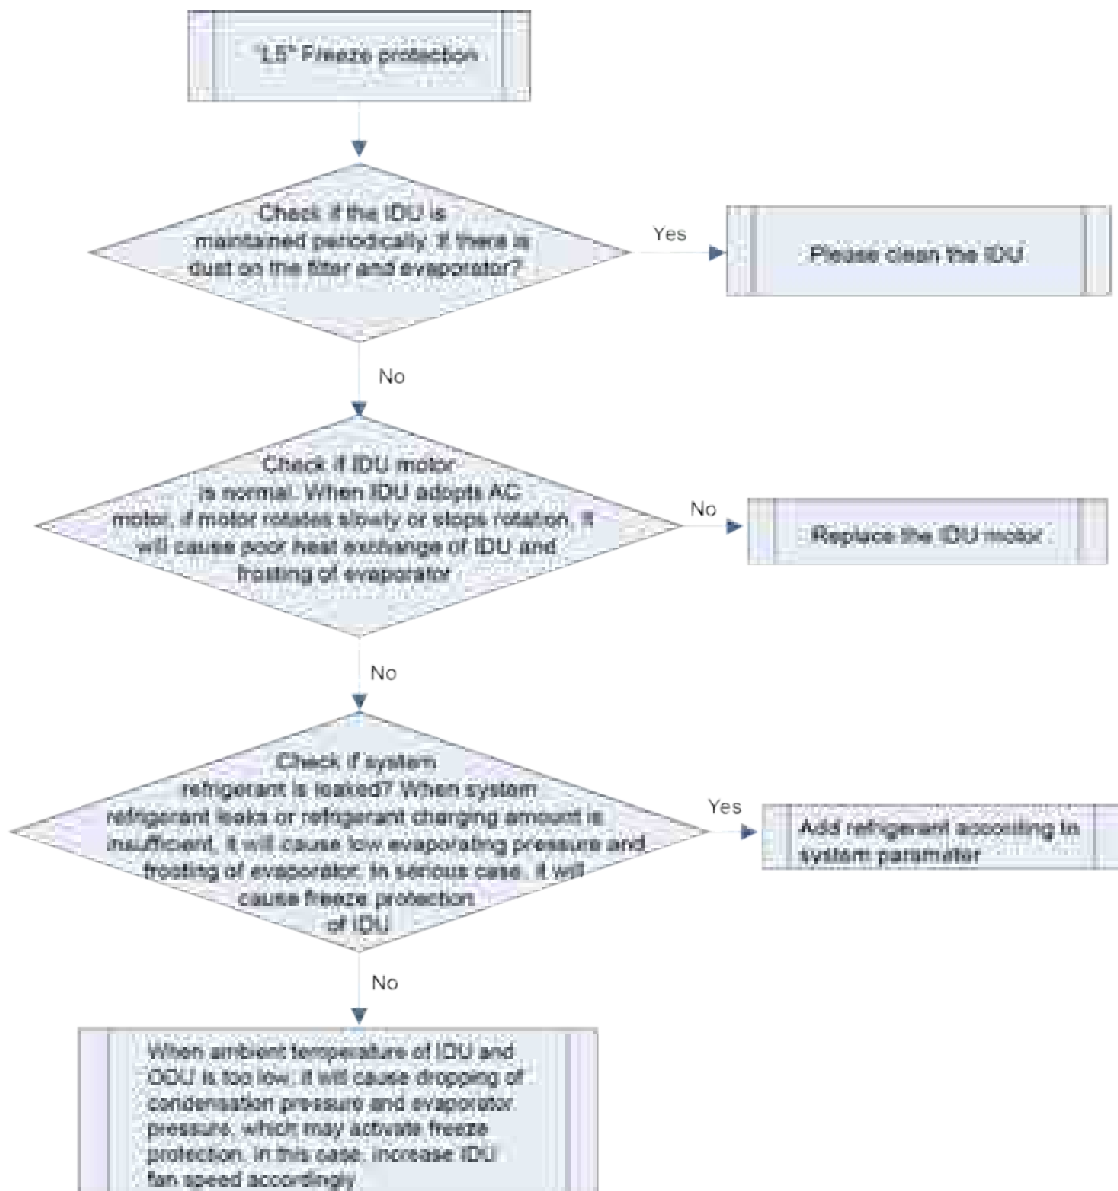 "L5" Freeze protection
Check if the IDU is
maintained periodically. If there is
dust on the filter and evaporator?
Yes
Please clean the IDU
No
Check if IDU motor
is normal. When IDU adopts AC
motor, if motor rotates slowly or stops rotation, it
will cause poor heat exchange of IDU and
frosting of evaporator
No
Replace the IDU motor
No
Check if system
refrigerant is leaked? When system
refrigerant leaks or refrigerant charging amount is
insufficient, it will cause low evaporating pressure and
frosting of evaporator. In serious case, it will
cause freeze protection
of IDU
Yes
Add refrigerant according to
system parameter
No
When ambient temperature of IDU and
ODU is too low, it will cause dropping of
condensation pressure and evaporator
pressure, which may activate freeze
protection. In this case, increase IDU
fan speed accordingly